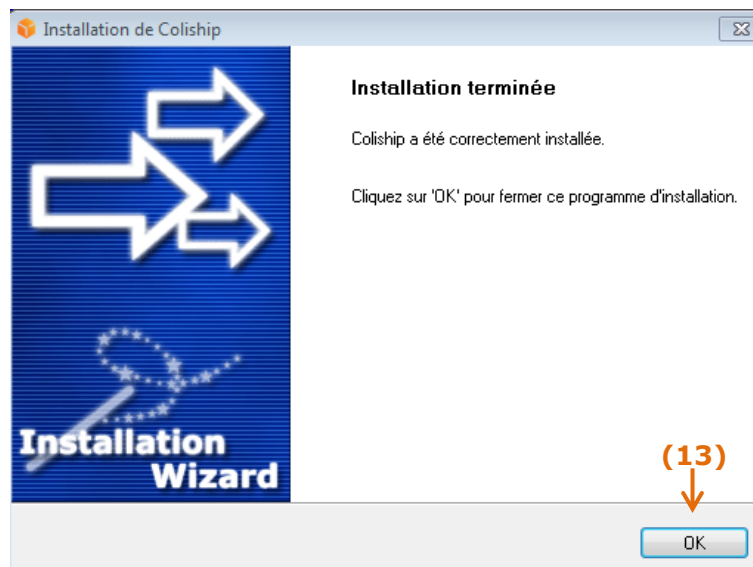 Installation de Coliship
Installation terminée
Coliship a été correctement installée.
Cliquez sur 'OK' pour fermer ce programme d'installation.
Installation
Wizard
(13)
OK